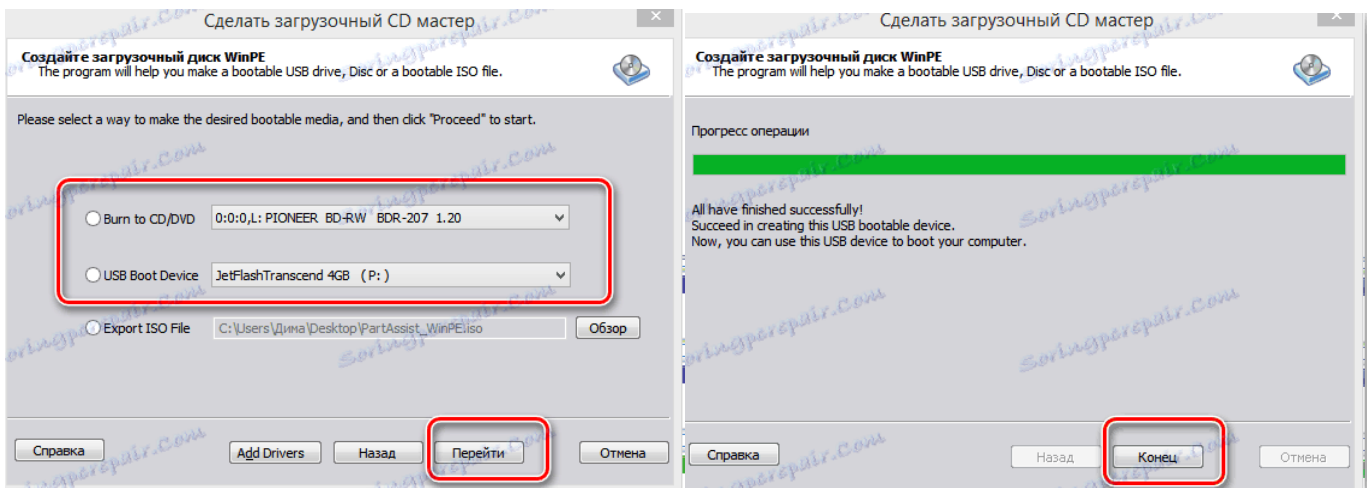 Сделать загрузочный CD мастер
Создайте загрузочный диск WinPE
The program will help you make a bootable USB drive, Disc or a bootable ISO file.
Please select a way to make the desired bootable media, and then click "Proceed" to start.
Burn to CD/DVD 0:0:0,L: PIONEER BD-RW BDR-207 1.20
USB Boot Device JetFlashTranscend 4GB (P:)
Export ISO File C:\Users\Дима\Desktop\PartAssist_WinPE.iso Обзор
Справка Add Drivers Назад Перейти Отмена
Сделать загрузочный CD мастер
Создайте загрузочный диск WinPE
The program will help you make a bootable USB drive, Disc or a bootable ISO file.
Прогресс операции
All have finished successfully!
Succeed in creating this USB bootable device.
Now, you can use this USB device to boot your computer.
Справка Назад Конец Отмена
soringpcrepair.com